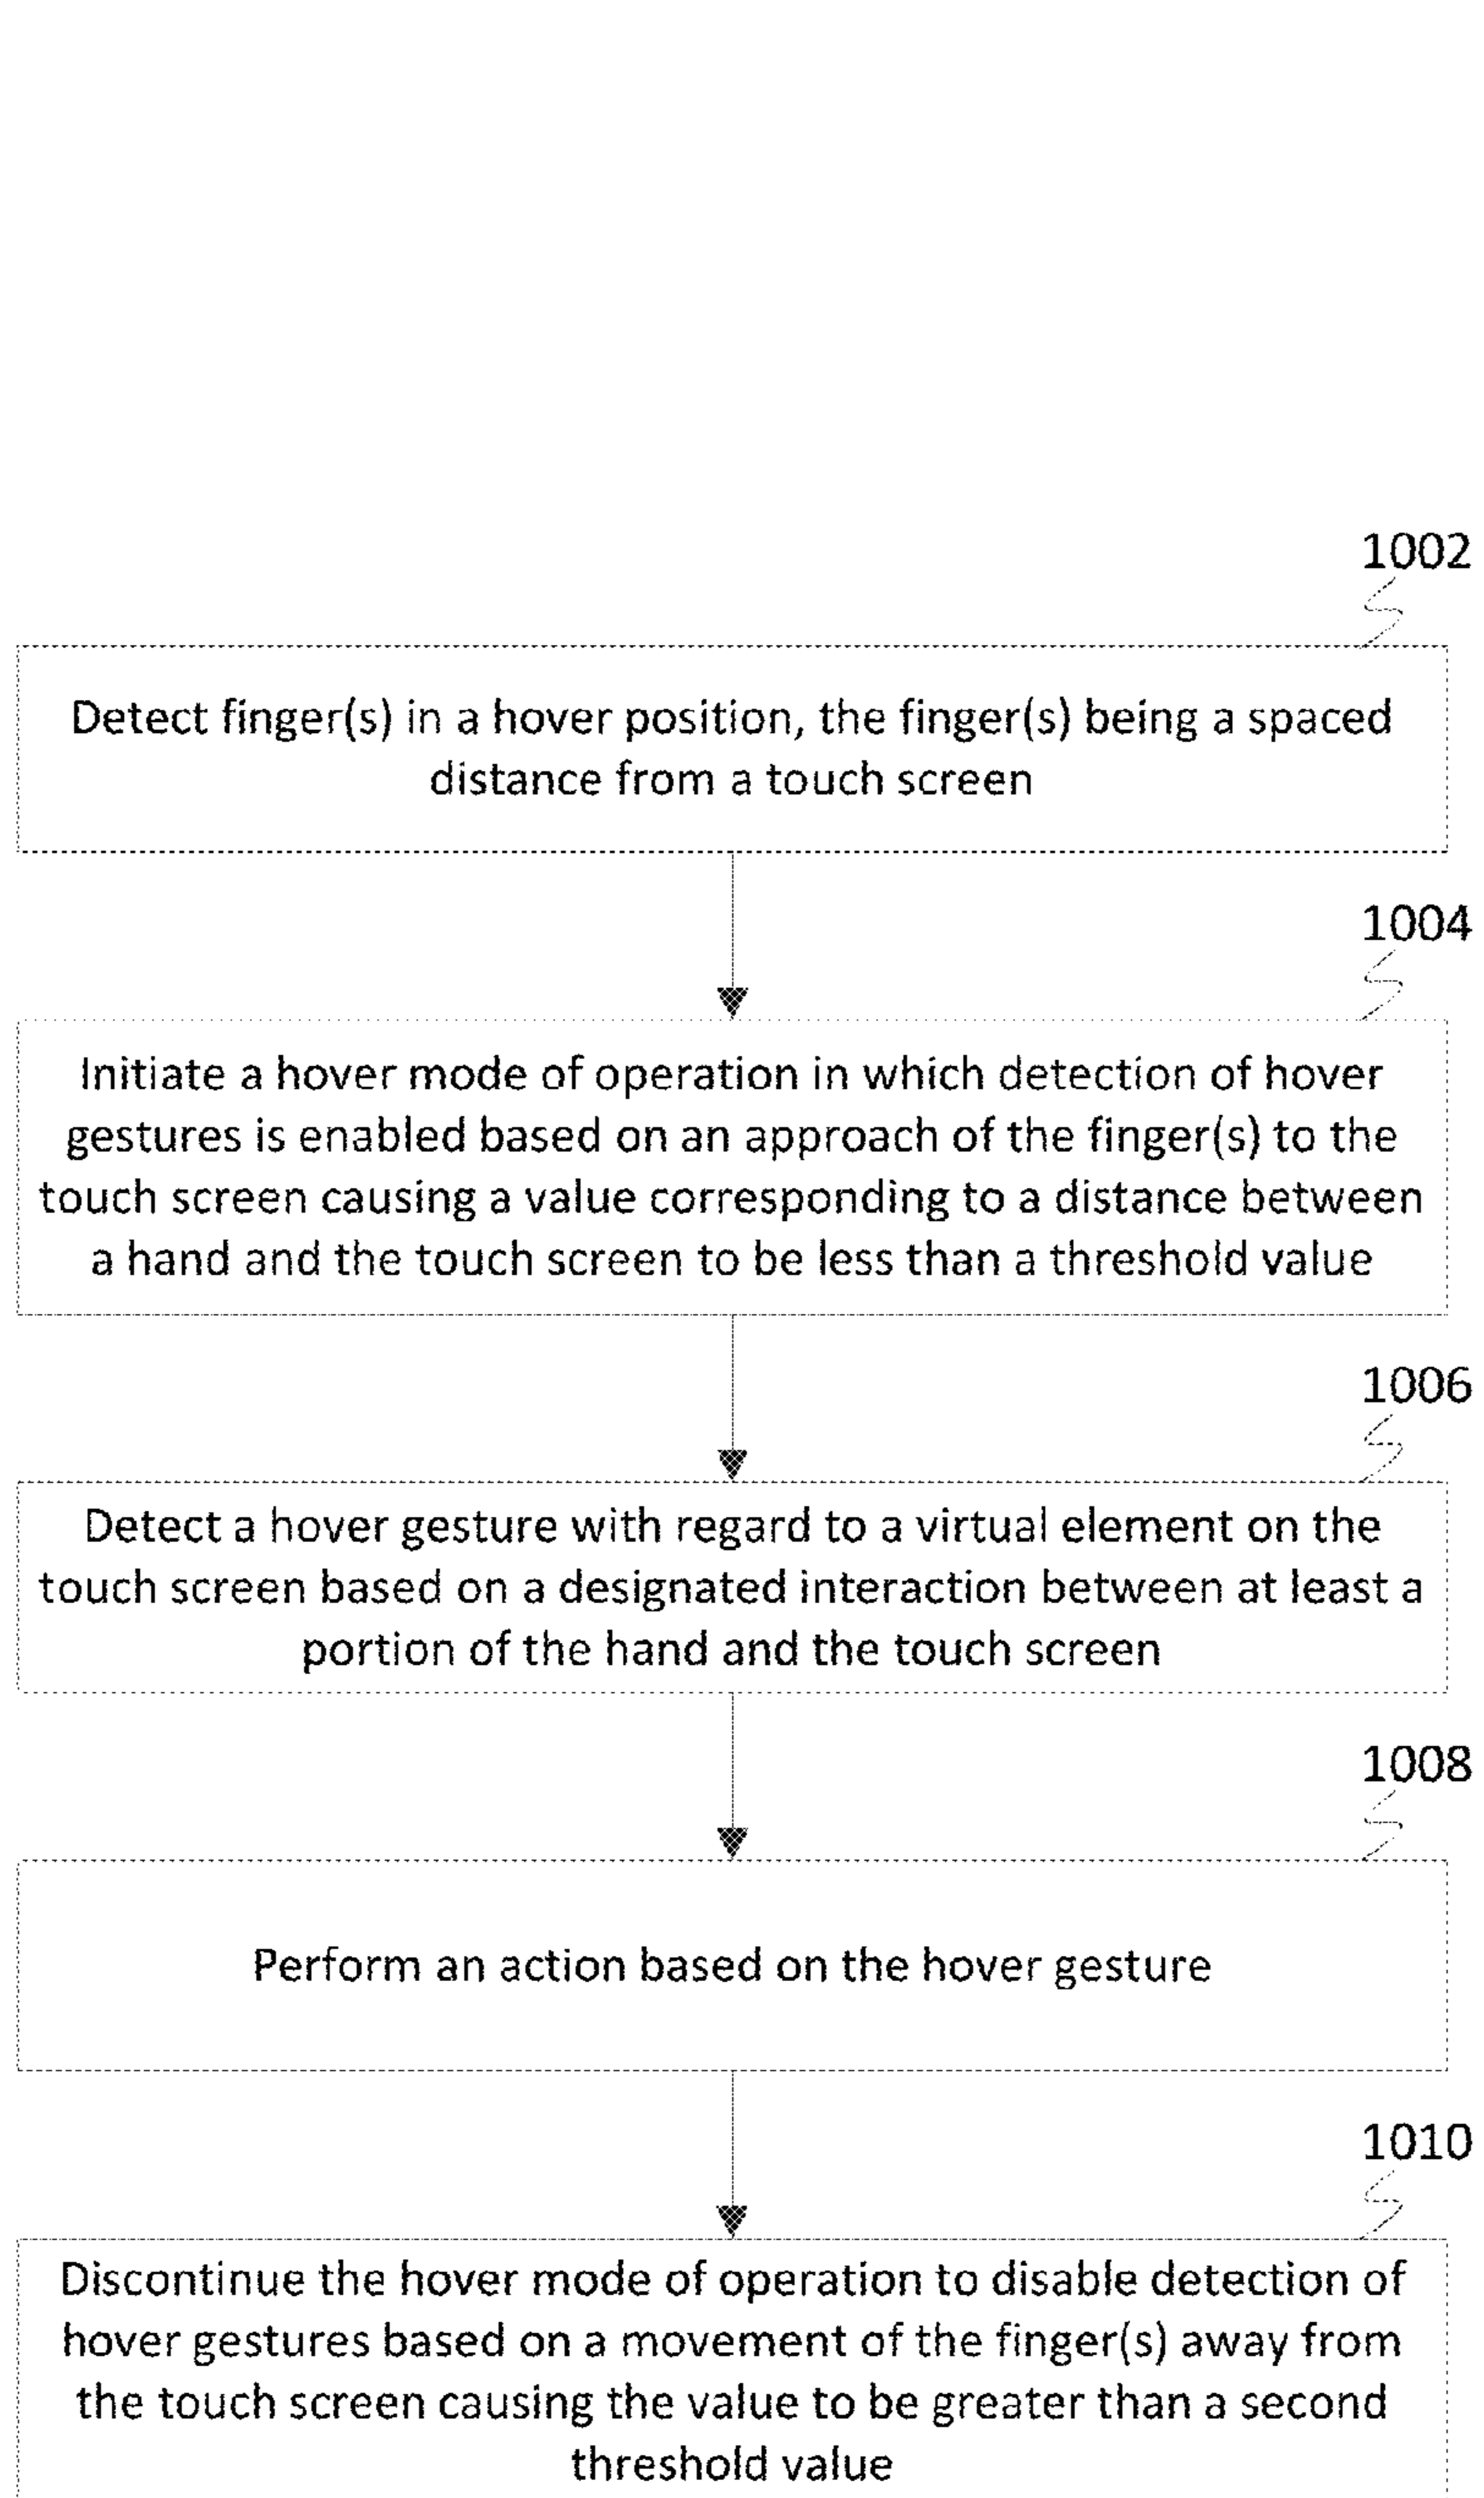 1002
Detect finger(s) in a hover position, the finger(s) being a spaced
distance from a touch screen
1004
Initiate a hover mode of operation in which detection of hover
gestures is enabled based on an approach of the finger(s) to the
touch screen causing a value corresponding to a distance between
a hand and the touch screen to be less than a threshold value
1006
Detect a hover gesture with regard to a virtual element on the
touch screen based on a designated interaction between at least a
portion of the hand and the touch screen
1008
Perform an action based on the hover gesture
1010
Discontinue the hover mode of operation to disable detection of
hover gestures based on a movement of the finger(s) away from
the touch screen causing the value to be greater than a second
threshold value